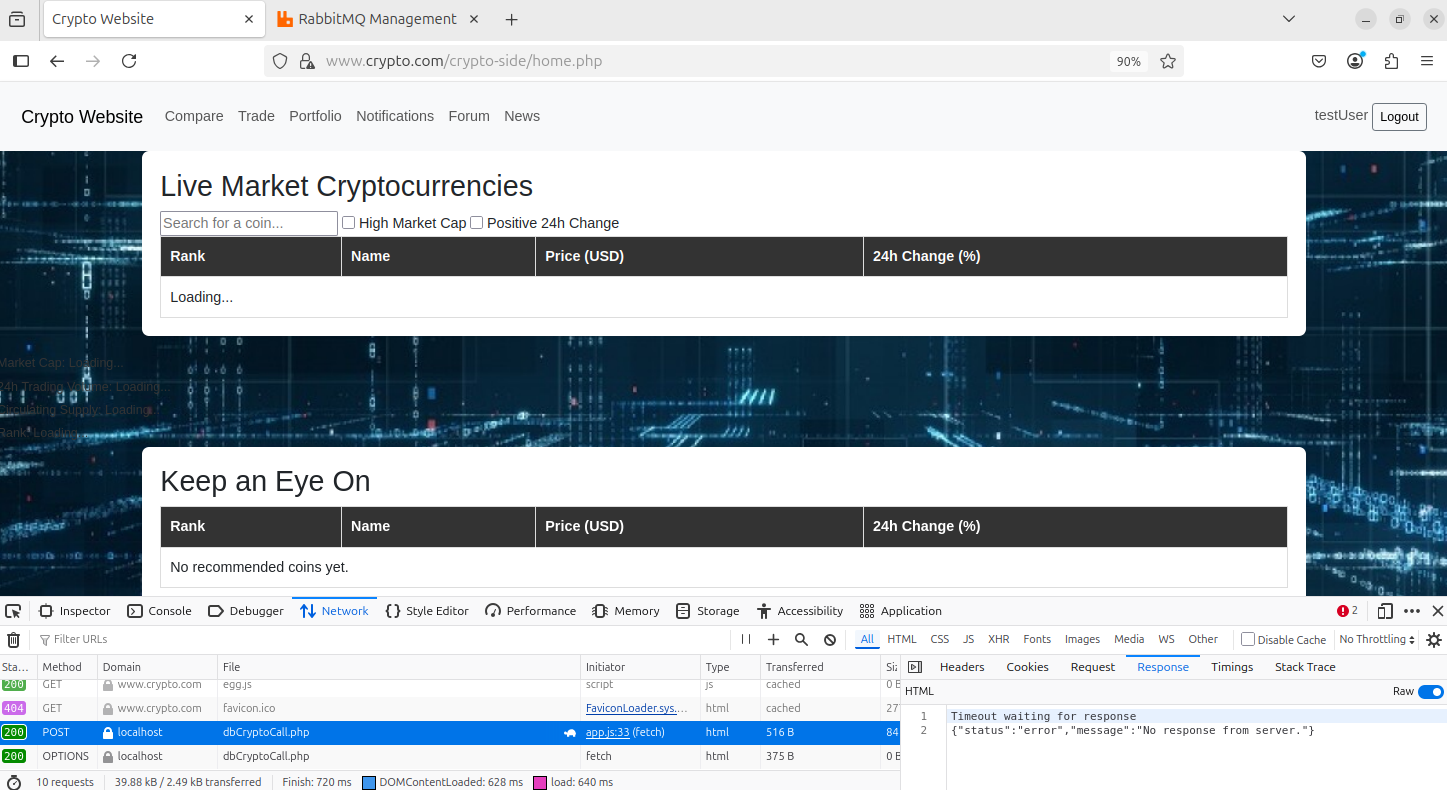 Crypto Website
RabbitMQ Management
www.crypto.com/crypto-side/home.php
90%
Crypto Website
Compare
Trade
Portfolio
Notifications
Forum
News
testUser
Logout
Live Market Cryptocurrencies
Search for a coin...
High Market Cap
Positive 24h Change
Rank Name Price (USD) 24h Change (%)
Loading...
Market Cap: Loading...
24h Trading Volume: Loading...
Circulating Supply: Loading...
Rank: Loading...
Keep an Eye On
Rank Name Price (USD) 24h Change (%)
No recommended coins yet.
Inspector Console Debugger Network Style Editor Performance Memory Storage Accessibility Application 2
Filter URLs
All HTML CSS JS XHR Fonts Images Media WS Other Disable Cache No Throttling
Sta... Method Domain File Initiator Type Transferred Si
200 GET www.crypto.com egg.js script js cached 0 B
404 GET www.crypto.com favicon.ico FaviconLoader.sys.... html cached 27
200 POST localhost dbCryptoCall.php app.js:33 (fetch) html 516 B 84
200 OPTIONS localhost dbCryptoCall.php fetch html 375 B 0 B
10 requests 39.88 kB / 2.49 kB transferred Finish: 720 ms DOMContentLoaded: 628 ms load: 640 ms
Headers Cookies Request Response Timings Stack Trace
HTML Raw
1 Timeout waiting for response
2 {"status":"error","message":"No response from server."}